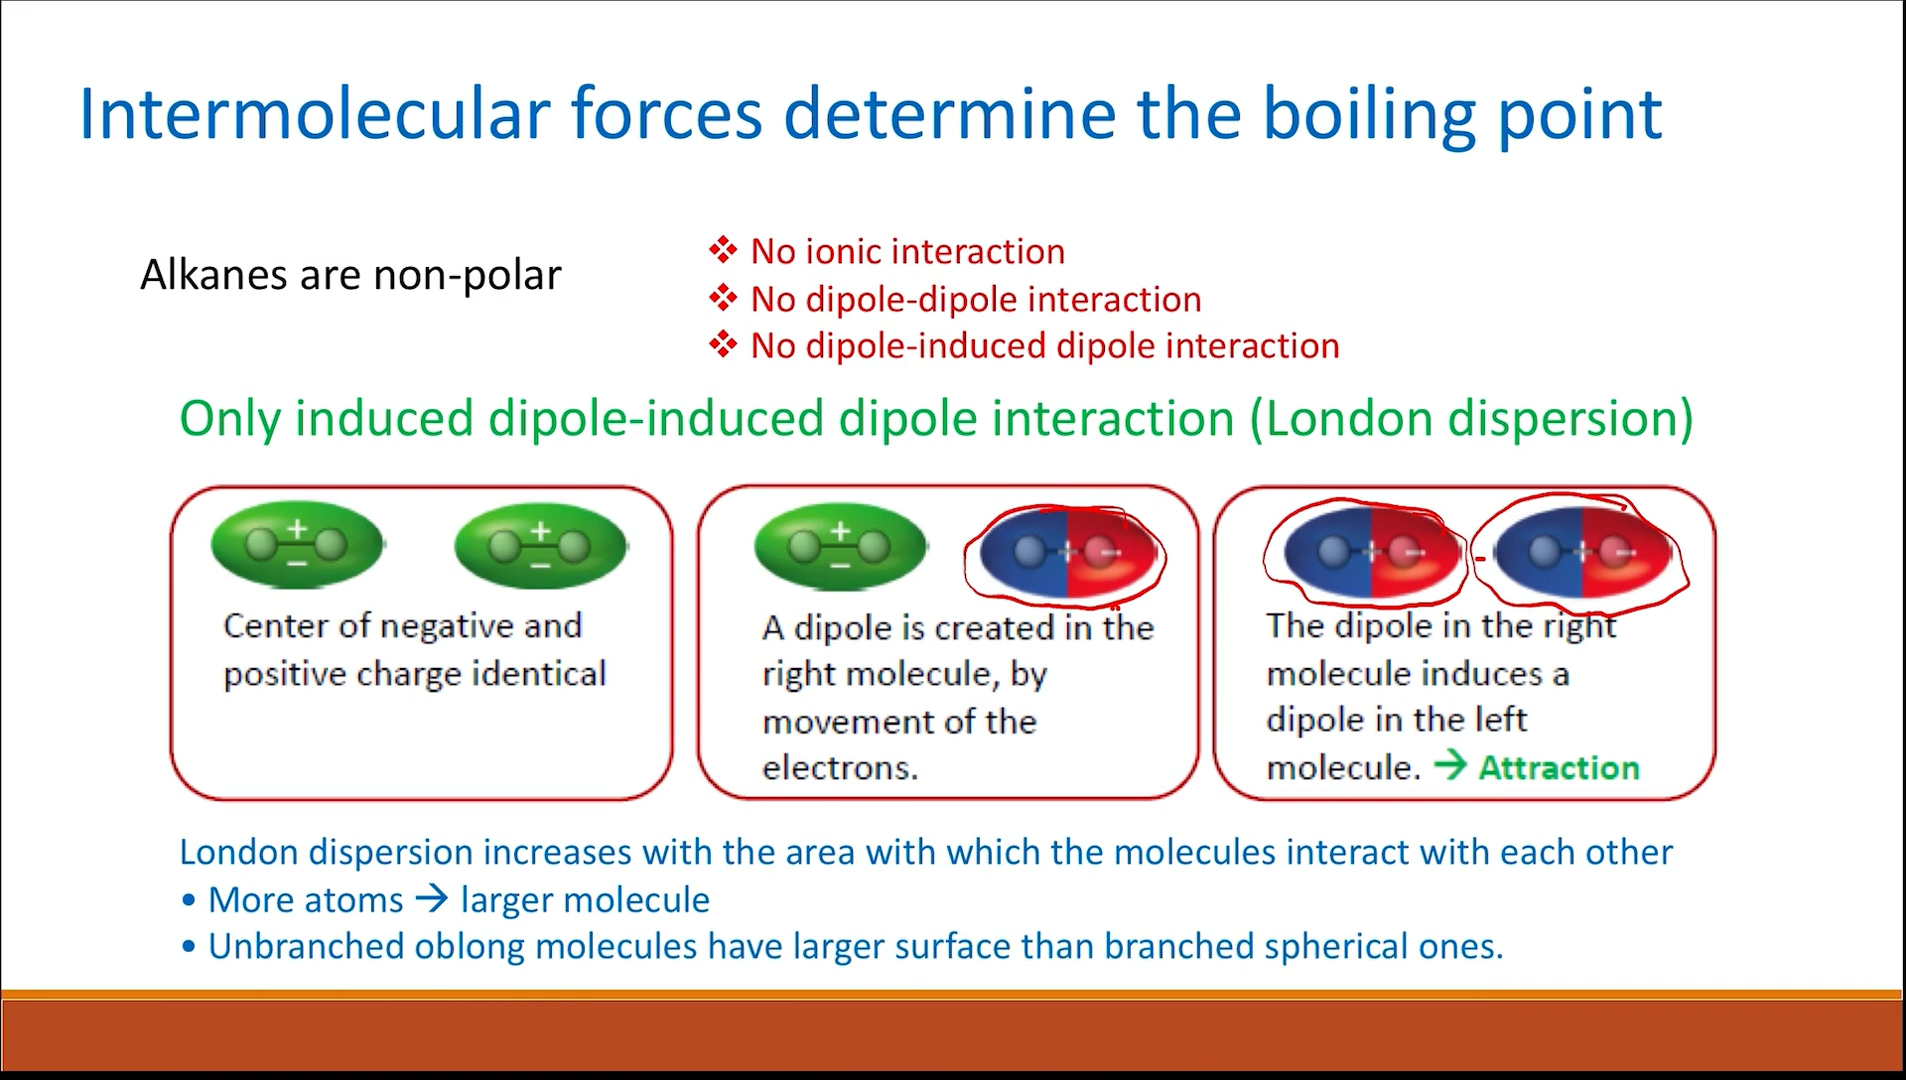 Intermolecular forces determine the boiling point
Alkanes are non-polar
❖ No ionic interaction
❖ No dipole-dipole interaction
❖ No dipole-induced dipole interaction
Only induced dipole-induced dipole interaction (London dispersion)
+ −
+ −
Center of negative and
positive charge identical
+ −
+ −
A dipole is created in the
right molecule, by
movement of the
electrons.
+ −
+ −
The dipole in the right
molecule induces a
dipole in the left
molecule. → Attraction
London dispersion increases with the area with which the molecules interact with each other
• More atoms → larger molecule
• Unbranched oblong molecules have larger surface than branched spherical ones.